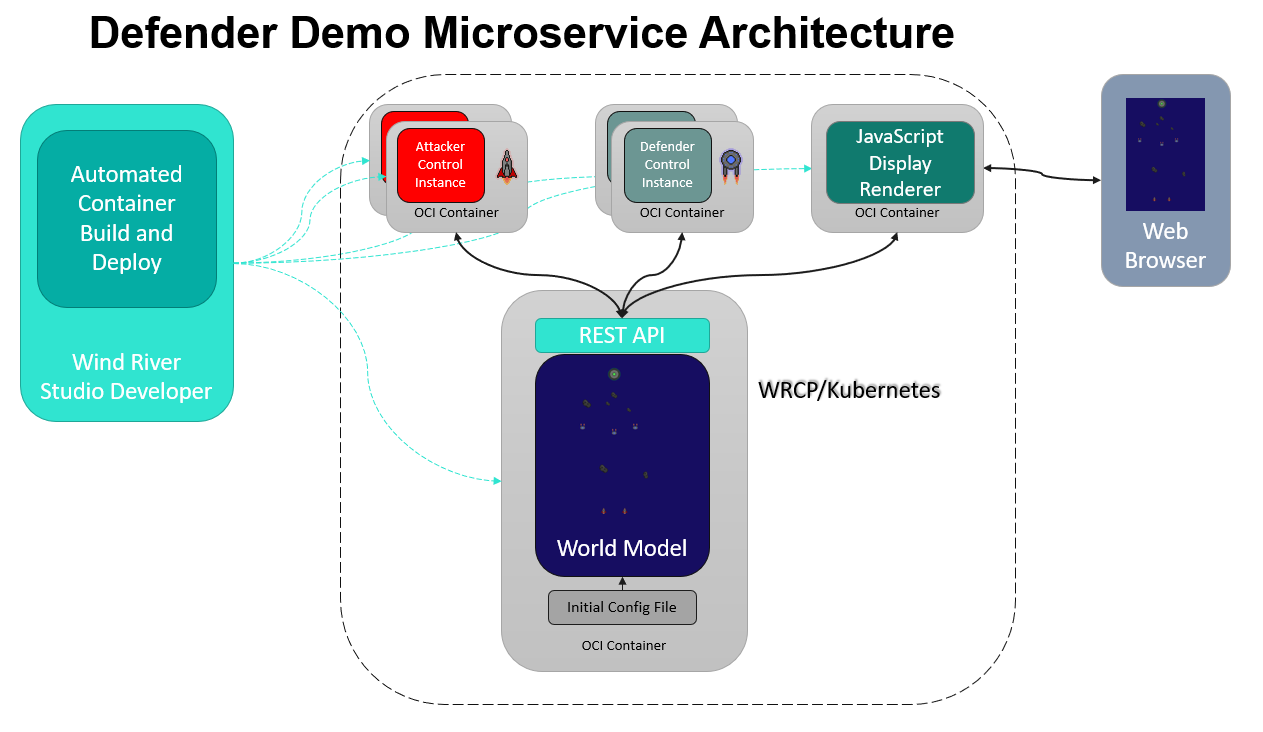 Defender Demo Microservice Architecture
Automated
Container
Build and
Deploy
Wind River
Studio Developer
Attacker
Control
Instance
OCI Container
Defender
Control
Instance
OCI Container
JavaScript
Display
Renderer
OCI Container
Web
Browser
REST API
World Model
Initial Config File
OCI Container
WRCP/Kubernetes